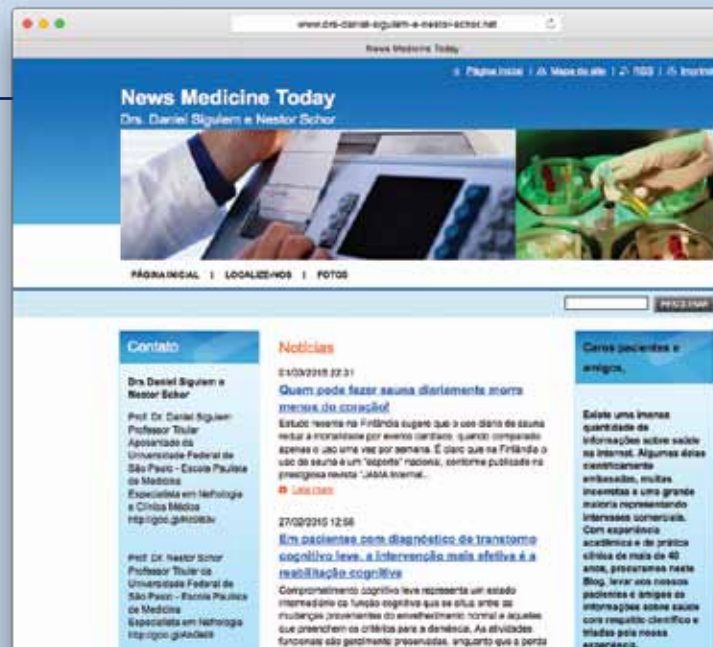 www.drs-daniel-sigulem-e-nestor-schor.net
News Medicine Today
Página Inicial | Mapa do site | RSS | Imprimir
News Medicine Today
Drs. Daniel Sigulem e Nestor Schor
PÁGINA INICIAL | LOCALIZE-NOS | FOTOS
PESQUISAR
Contato
Drs Daniel Sigulem e
Nestor Schor
Prof. Dr. Daniel Sigulem
Professor Titular
Aposentado da
Universidade Federal de
São Paulo - Escola Paulista
de Medicina
Especialista em Nefrologia
e Clínica Médica
Prof. Dr. Nestor Schor
Professor Titular da
Universidade Federal de
São Paulo - Escola Paulista
de Medicina
Especialista em Nefrologia
Notícias
01/03/2015 22:31
Quem pode fazer sauna diariamente morre
menos do coração!
Estudo recente na Finlândia sugere que o uso diário de sauna
reduz a mortalidade por evento cardíaco, quando comparado
apenas o uso uma vez por semana. É claro que na Finlândia o
uso de sauna é um "esporte" nacional, conforme publicado na
prestigiosa revista "JAMA Internal.
Leia mais
27/02/2015 12:58
Em pacientes com diagnóstico de transtorno
cognitivo leve, a intervenção mais efetiva é a
reabilitação cognitiva
Comprometimento cognitivo leve representa um estado
intermediário da função cognitiva que se situa entre as
mudanças provenientes do envelhecimento normal e aqueles
que preenchem os critérios para a demência. As atividades
funcionais são geralmente preservadas, enquanto que a perda
Caros pacientes e
amigos,
Existe uma imensa
quantidade de
informações sobre saúde
na internet. Algumas delas
cientificamente
embasadas, muitas
incorretas e uma grande
maioria representando
interesses comerciais.
Com experiência
acadêmica e de prática
clínica de mais de 40
anos, procuramos neste
Blog, levar aos nossos
pacientes e amigos as
informações sobre saúde
com respaldo científico e
triadas pela nossa
experiência.